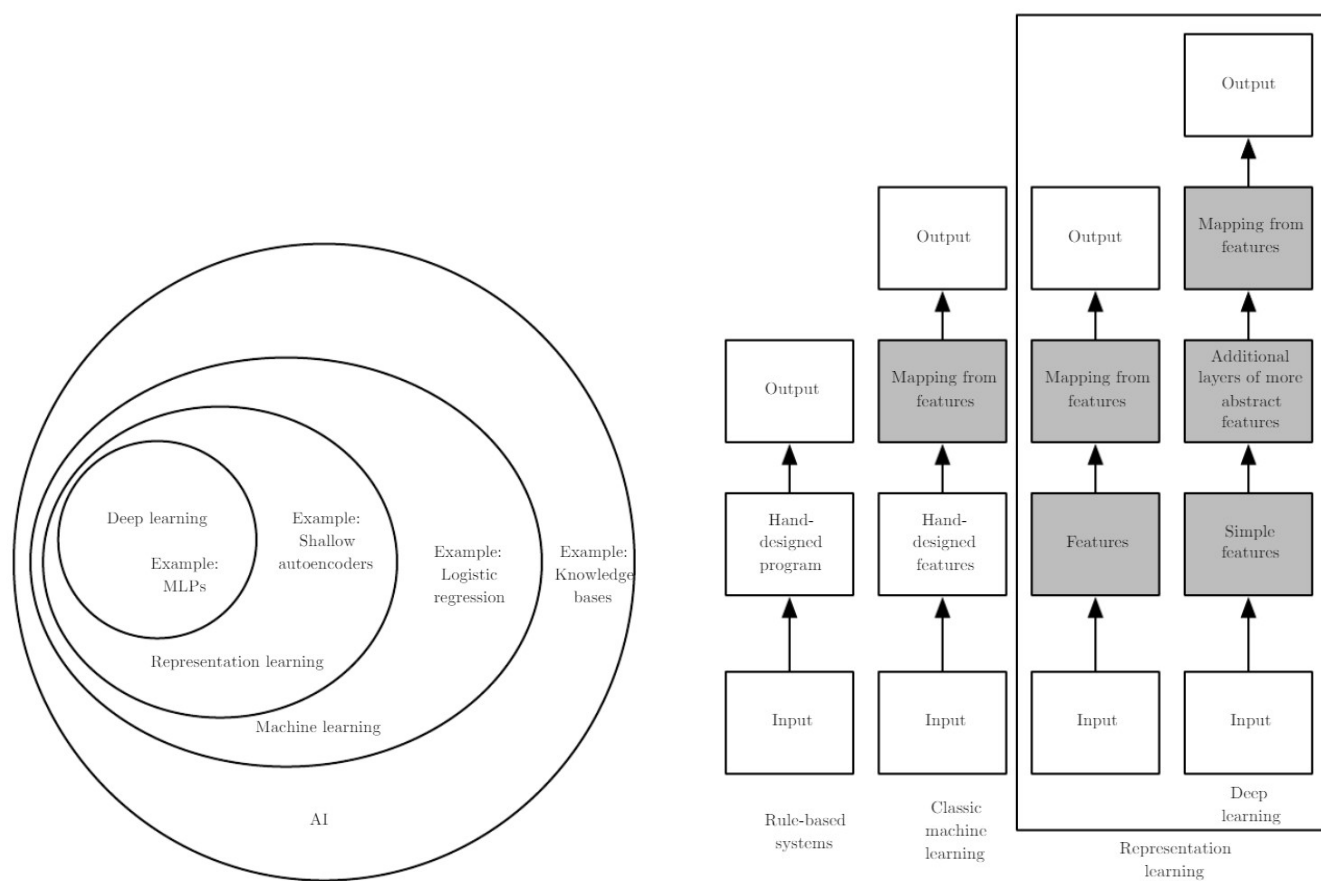 Deep learning
Example:
MLPs
Example:
Shallow
autoencoders
Example:
Logistic
regression
Example:
Knowledge
bases
Representation learning
Machine learning
AI
Output
Hand-
designed
program
Input
Rule-based
systems
Output
Mapping from
features
Hand-
designed
features
Input
Classic
machine
learning
Output
Mapping from
features
Features
Input
Output
Mapping from
features
Additional
layers of more
abstract
features
Simple
features
Input
Deep
learning
Representation
learning